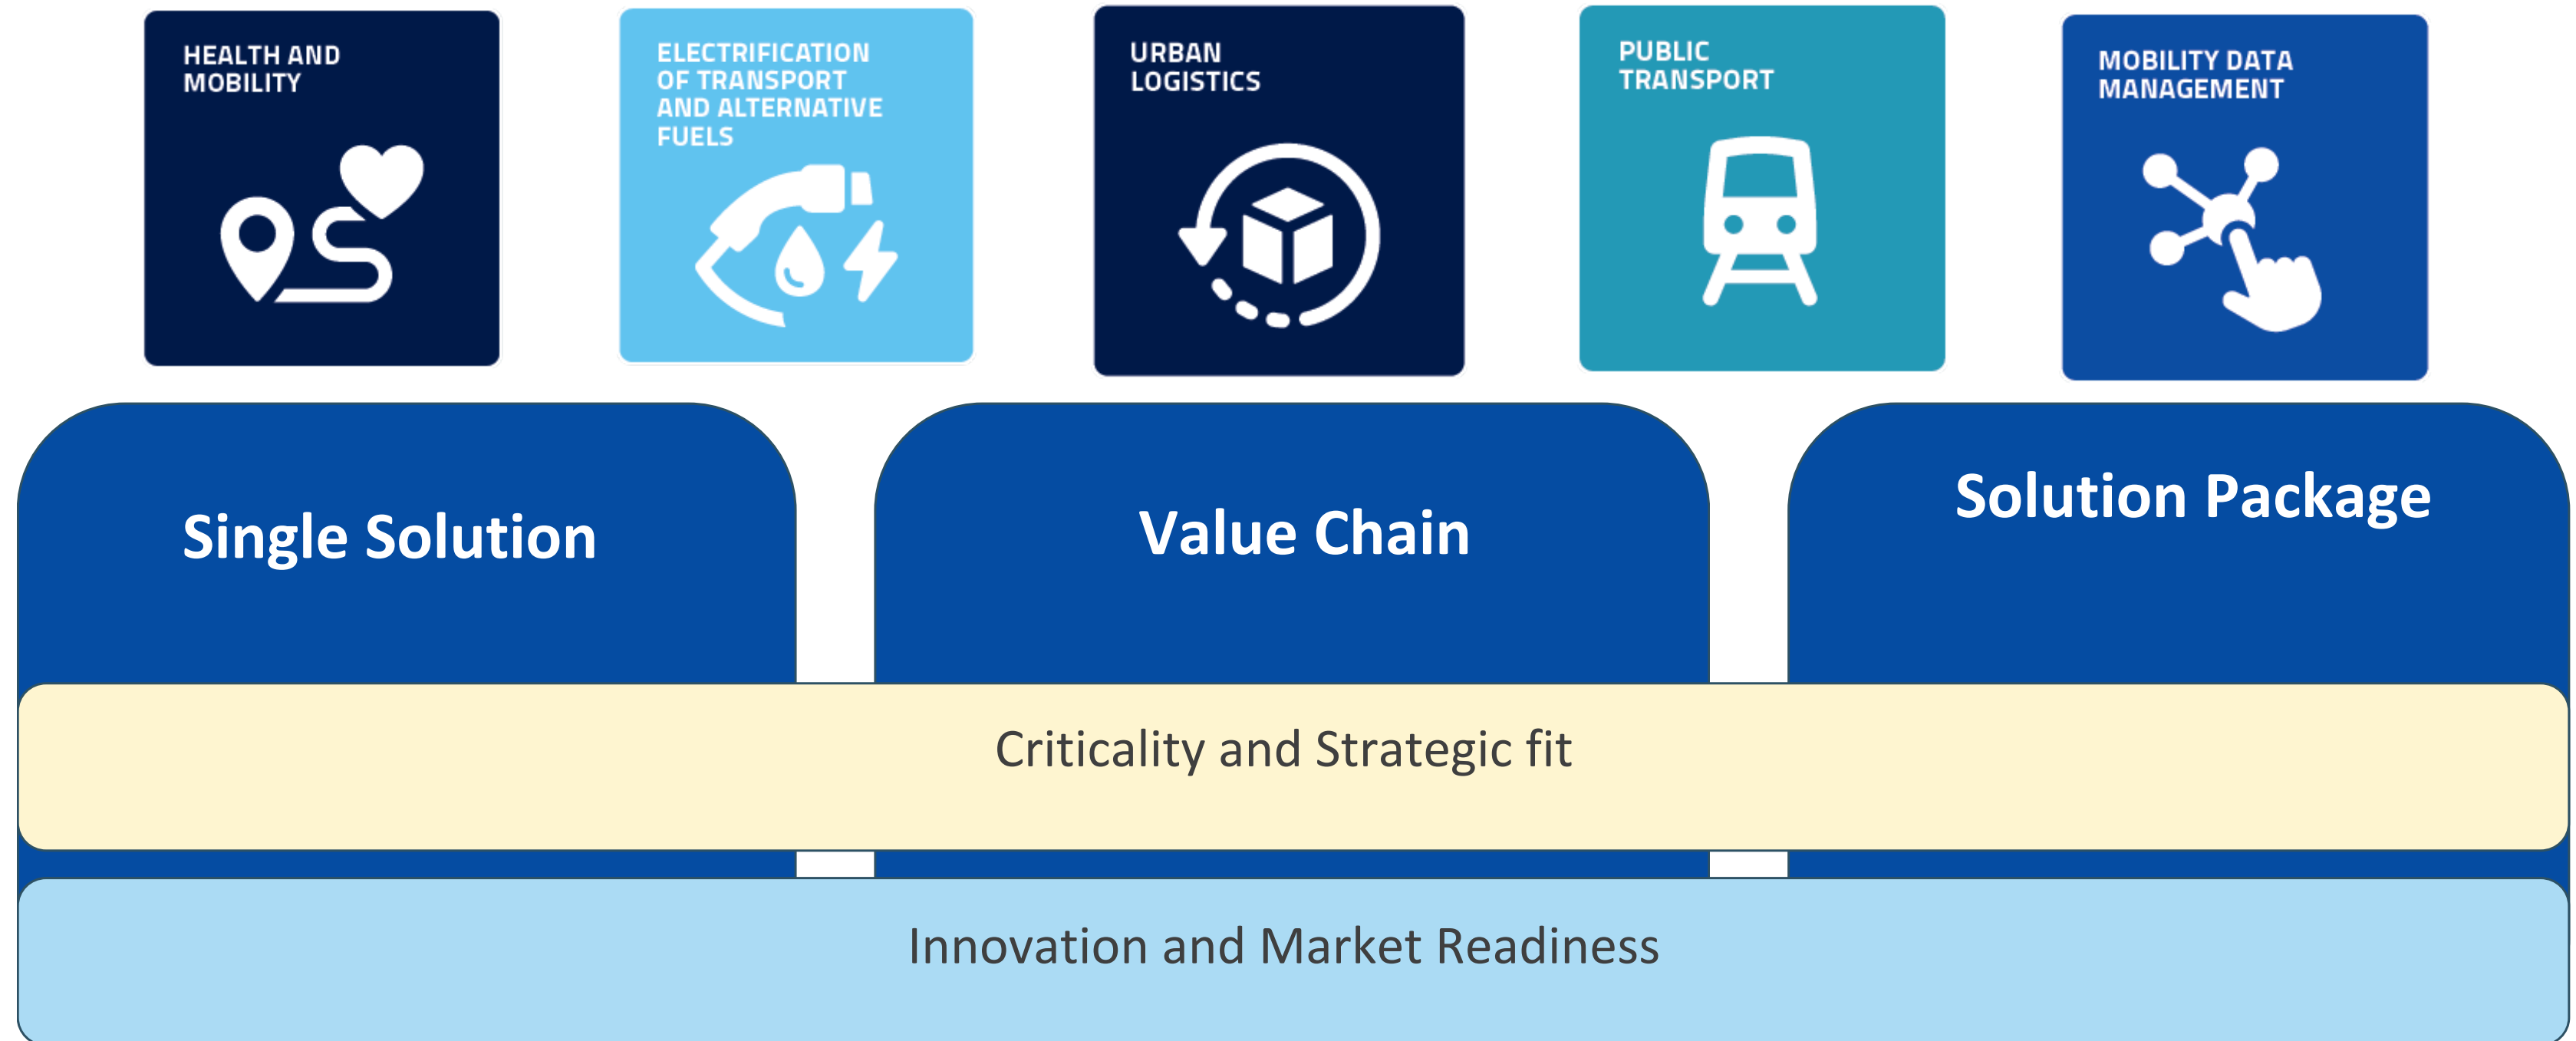 HEALTH AND
MOBILITY
ELECTRIFICATION
OF TRANSPORT
AND ALTERNATIVE
FUELS
URBAN
LOGISTICS
PUBLIC
TRANSPORT
MOBILITY DATA
MANAGEMENT
Single Solution
Value Chain
Solution Package
Criticality and Strategic fit
Innovation and Market Readiness